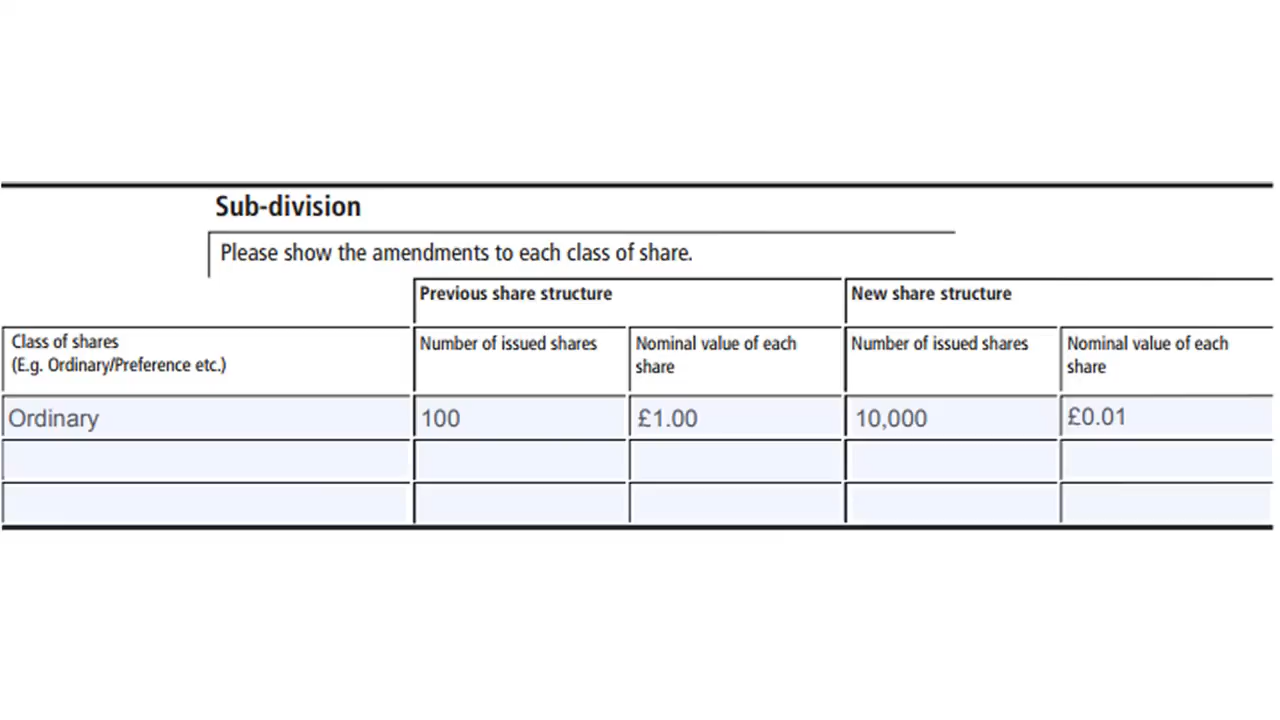 Sub-division
Please show the amendments to each class of share.
Previous share structure
New share structure
Class of shares
(E.g. Ordinary/Preference etc.)
Number of issued shares
Nominal value of each
share
Number of issued shares
Nominal value of each
share
Ordinary
100
£1.00
10,000
£0.01